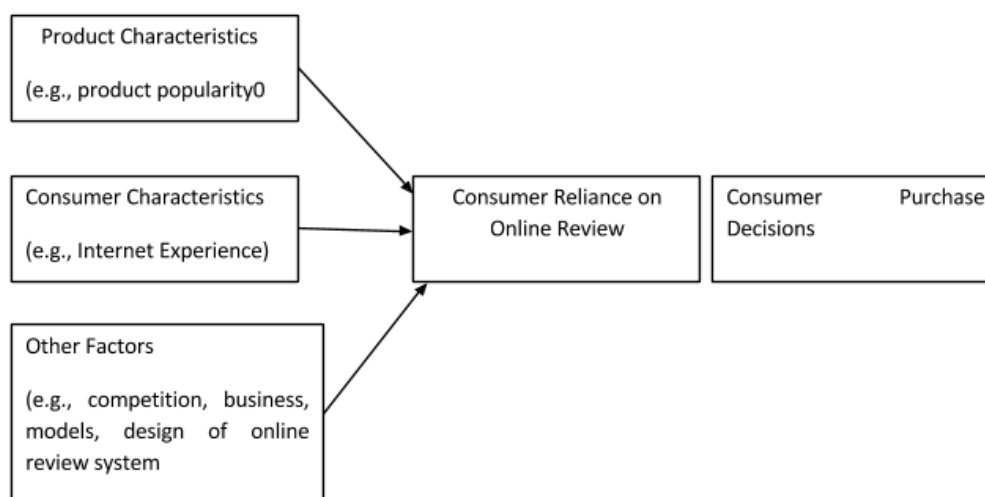 Product Characteristics
(e.g., product popularity0
Consumer Characteristics
(e.g., Internet Experience)
Other Factors
(e.g., competition, business,
models, design of online
review system
Consumer Reliance on
Online Review
Consumer Purchase
Decisions